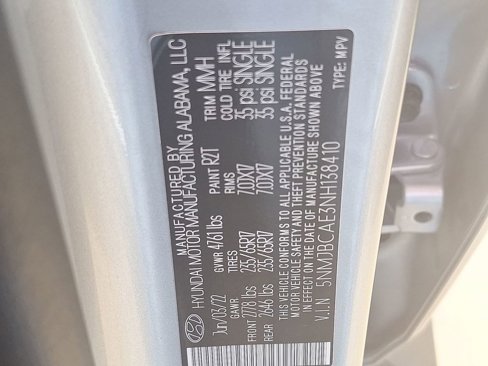 MANUFACTURED BY
HYUNDAI MOTOR MANUFACTURING ALABAMA, LLC
Jun/03/22 GVWR 4761 lbs PAINT R2T TRIM MMH
GAWR TIRES RIMS COLD TIRE INFL
FRONT 2778 lbs 235/65R17 7.0JX17 35 psi SINGLE
REAR 2646 lbs 235/65R17 7.0JX17 35 psi SINGLE
THIS VEHICLE CONFORMS TO ALL APPLICABLE U.S.A. FEDERAL
MOTOR VEHICLE SAFETY AND THEFT PREVENTION STANDARDS
IN EFFECT ON THE DATE OF MANUFACTURE SHOWN ABOVE
V.I.N 5NMJBCAE3NH138410 TYPE: MPV